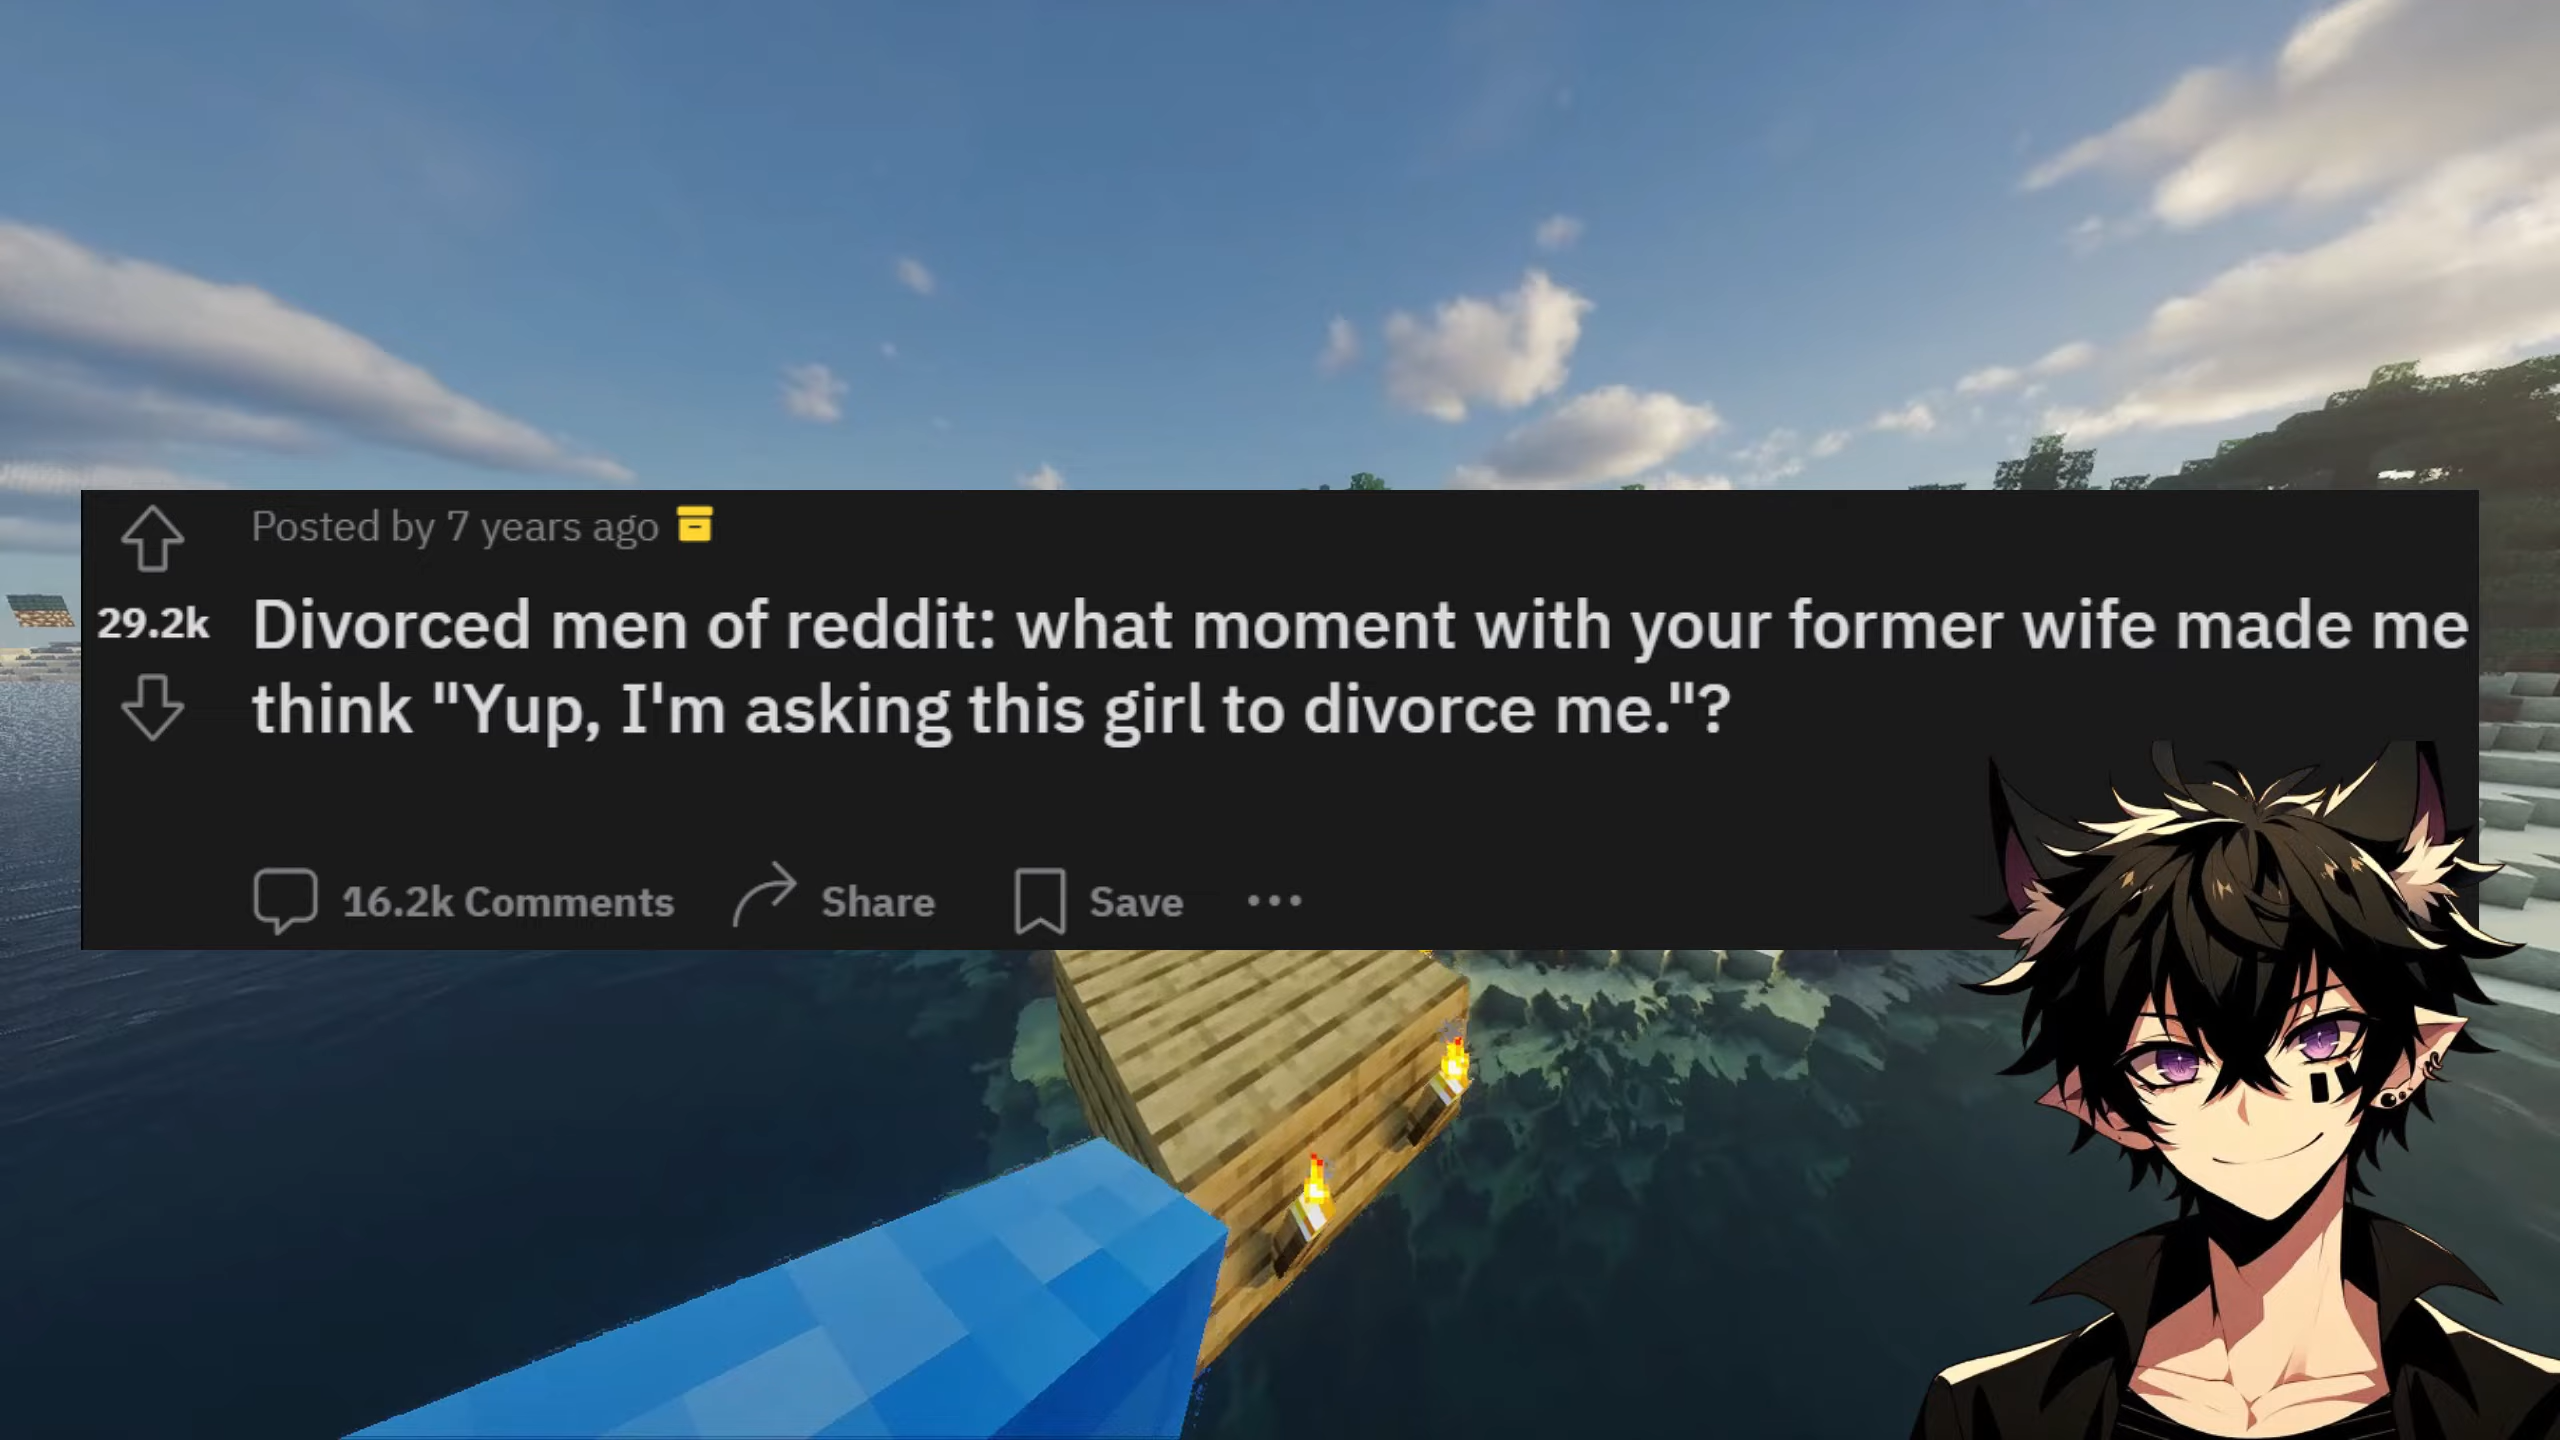 Posted by 7 years ago
29.2k
Divorced men of reddit: what moment with your former wife made me
think "Yup, I'm asking this girl to divorce me."?
16.2k Comments Share Save